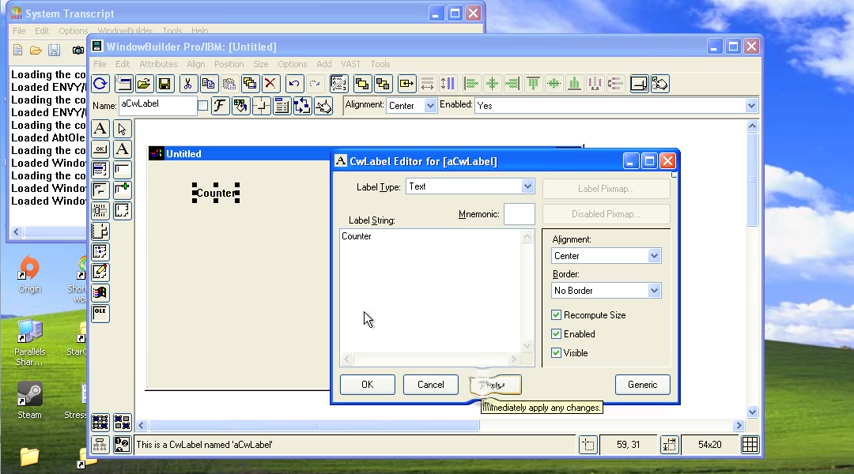 System Transcript
File Edit Options WindowBuilder Tools Help
Loading the co
Loaded ENVY/
Loading the co
Loaded ENVY/
Loading the co
Loaded AbtOle
Loading the co
Loaded Windo
Loading the co
Loaded Windo
Loaded Windo
WindowBuilder Pro/IBM: [Untitled]
File Edit Attributes Align Position Size Options Add VAST Tools
Name: aCwLabel
Alignment: Center
Enabled: Yes
Untitled
Counter
CwLabel Editor for [aCwLabel]
Label Type: Text
Label Pixmap...
Mnemonic:
Disabled Pixmap...
Label String:
Counter
Alignment:
Center
Border:
No Border
Recompute Size
Enabled
Visible
OK Cancel Generic
Immediately apply any changes.
This is a CwLabel named 'aCwLabel'
59, 31
54x20
OLE
Origin
Parallels
Shar...
Steam